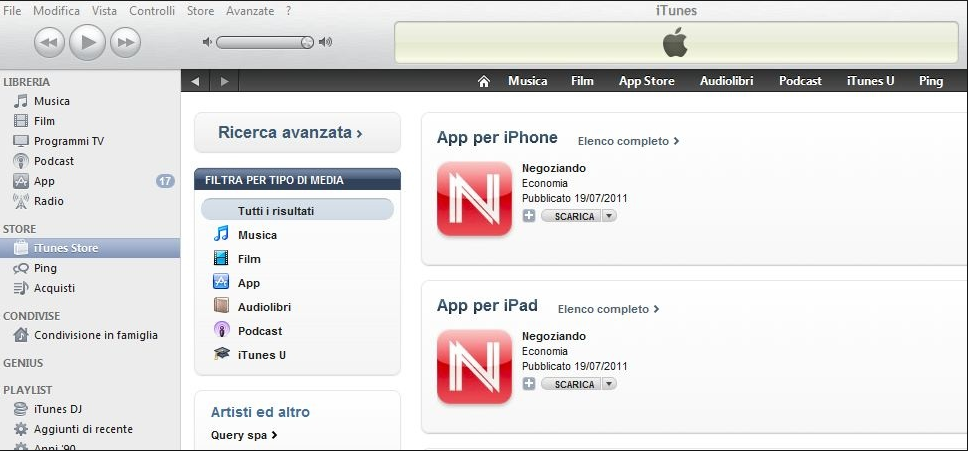 File Modifica Vista Controlli Store Avanzate ?
iTunes
LIBRERIA
Musica
Film
Programmi TV
Podcast
App 17
Radio
STORE
iTunes Store
Ping
Acquisti
CONDIVISE
Condivisione in famiglia
GENIUS
PLAYLIST
iTunes DJ
Aggiunti di recente
Anni '90
Musica Film App Store Audiolibri Podcast iTunes U Ping
Ricerca avanzata
FILTRA PER TIPO DI MEDIA
Tutti i risultati
Musica
Film
App
Audiolibri
Podcast
iTunes U
Artisti ed altro
Query spa
App per iPhone Elenco completo
N
Negoziando
Economia
Pubblicato 19/07/2011
SCARICA
App per iPad Elenco completo
N
Negoziando
Economia
Pubblicato 19/07/2011
SCARICA